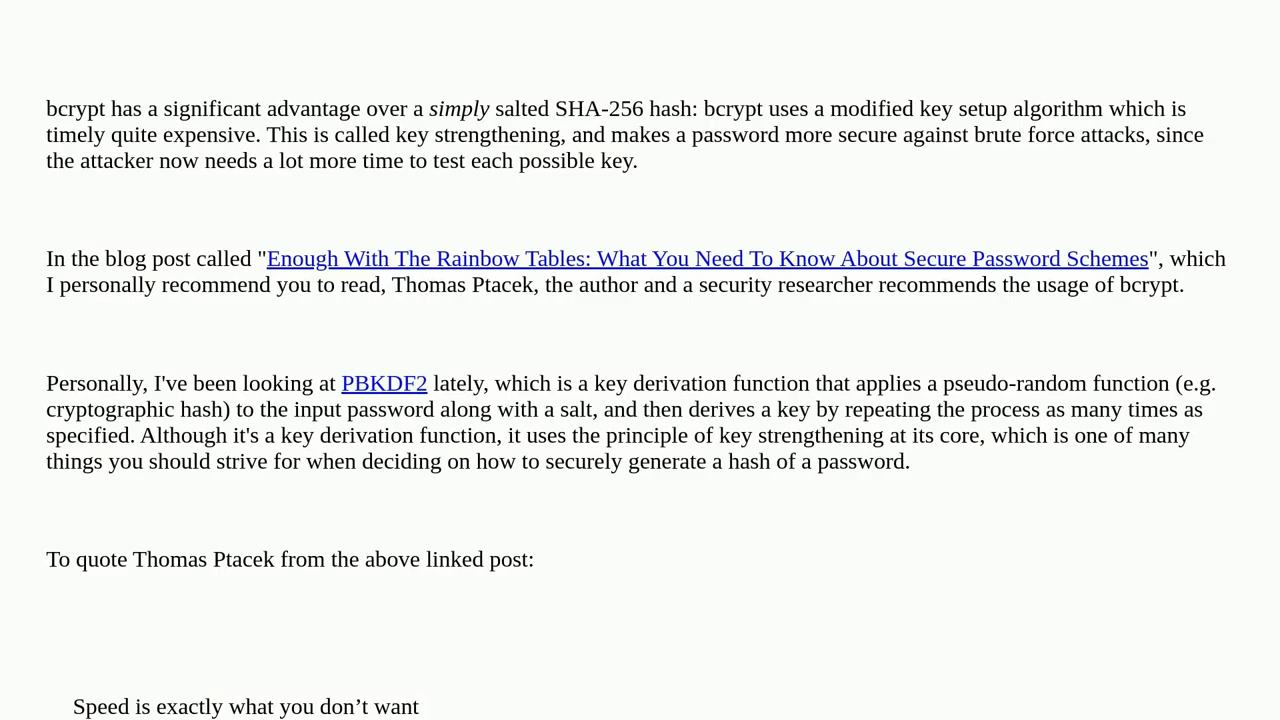 bcrypt has a significant advantage over a simply salted SHA-256 hash: bcrypt uses a modified key setup algorithm which is
timely quite expensive. This is called key strengthening, and makes a password more secure against brute force attacks, since
the attacker now needs a lot more time to test each possible key.
In the blog post called "Enough With The Rainbow Tables: What You Need To Know About Secure Password Schemes", which
I personally recommend you to read, Thomas Ptacek, the author and a security researcher recommends the usage of bcrypt.
Personally, I've been looking at PBKDF2 lately, which is a key derivation function that applies a pseudo-random function (e.g.
cryptographic hash) to the input password along with a salt, and then derives a key by repeating the process as many times as
specified. Although it's a key derivation function, it uses the principle of key strengthening at its core, which is one of many
things you should strive for when deciding on how to securely generate a hash of a password.
To quote Thomas Ptacek from the above linked post:
Speed is exactly what you don’t want